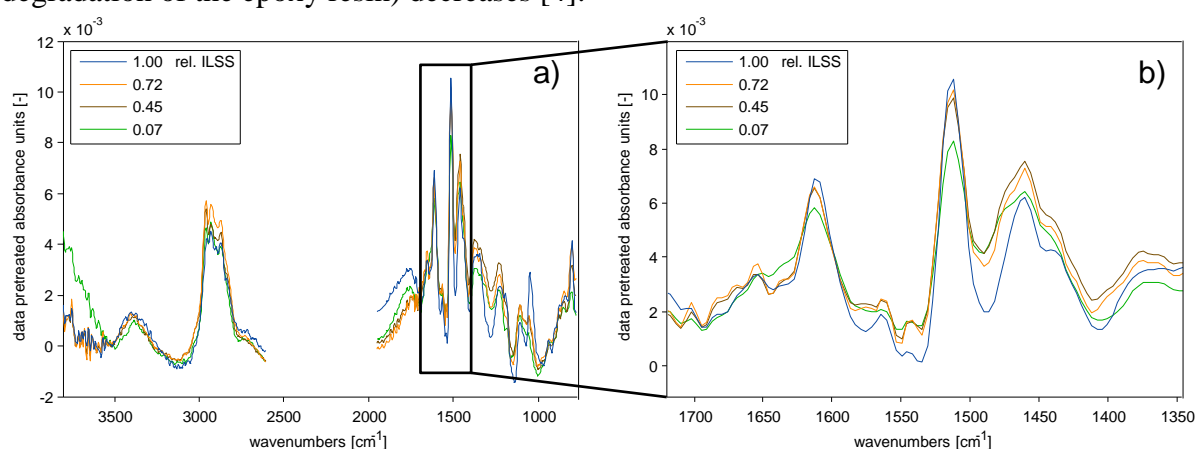 degradation of the epoxy resin) decreases [4].
x 10⁻³
12
10
8
6
4
2
0
-2
data pretreated absorbance units [-]
1.00 rel. ILSS
0.72
0.45
0.07
a)
3500 3000 2500 2000 1500 1000
wavenumbers [cm⁻¹]
x 10⁻³
10
8
6
4
2
0
data pretreated absorbance units [-]
1.00 rel. ILSS
0.72
0.45
0.07
b)
1700 1650 1600 1550 1500 1450 1400 1350
wavenumbers [cm⁻¹]